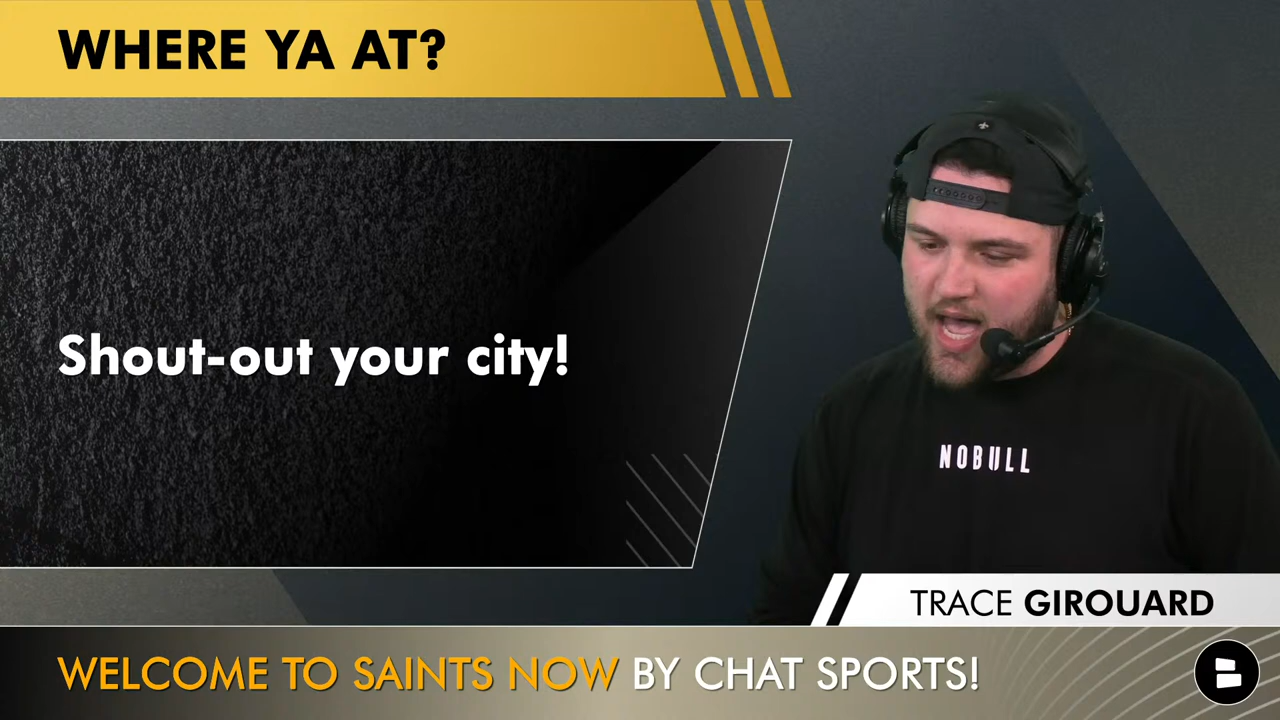 WHERE YA AT?
Shout-out your city!
NOBULL
TRACE GIROUARD
WELCOME TO SAINTS NOW BY CHAT SPORTS!